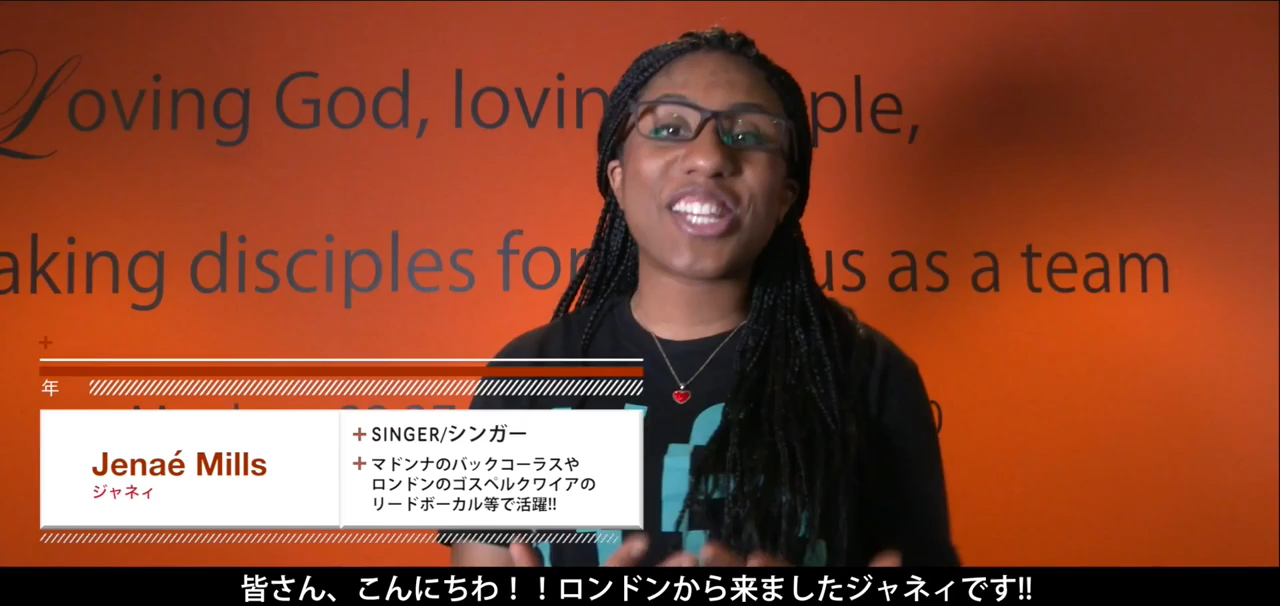 Loving God, lovin ple,
aking disciples for us as a team
年
Jenaé Mills
ジャネィ
SINGER/シンガー
マドンナのバックコーラスや
ロンドンのゴスペルクワイアの
リードボーカル等で活躍!!
皆さん、こんにちわ！！ロンドンから来ましたジャネィです!!